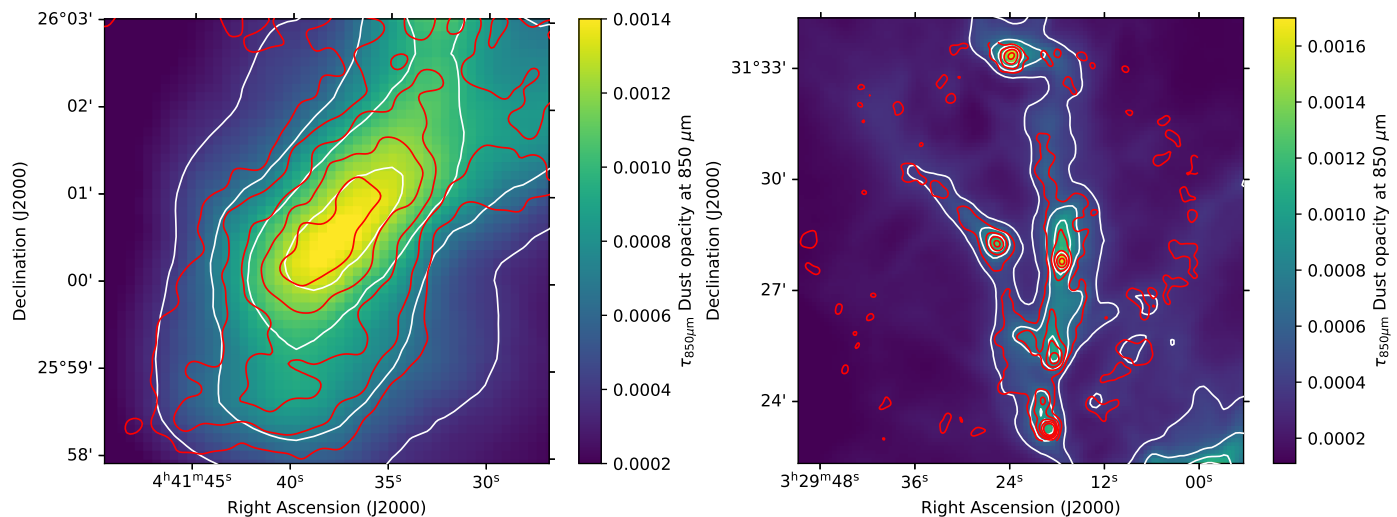 26°03'
02'
01'
00'
25°59'
58'
Declination (J2000)
4ʰ41ᵐ45ˢ
40ˢ
35ˢ
30ˢ
Right Ascension (J2000)
0.0014
0.0012
0.0010
0.0008
0.0006
0.0004
0.0002
τ850μm Dust opacity at 850 μm
31°33'
30'
27'
24'
Declination (J2000)
3ʰ29ᵐ48ˢ
36ˢ
24ˢ
12ˢ
00ˢ
Right Ascension (J2000)
0.0016
0.0014
0.0012
0.0010
0.0008
0.0006
0.0004
0.0002
τ850μm Dust opacity at 850 μm